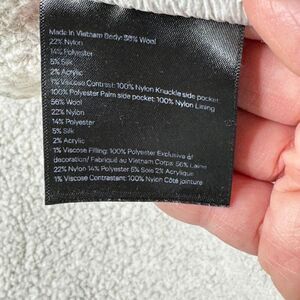 Made in Vietnam Body: 56% Wool
22% Nylon
14% Polyester
5% Silk
2% Acrylic
1% Viscose Contrast: 100% Nylon Knuckle side pocket
100% Polyester Palm side pocket: 100% Nylon Lining
56% Wool
22% Nylon
14% Polyester
5% Silk
2% Acrylic
1% Viscose Filling: 100% Polyester Exclusive of
decoration/ Fabriqué au Vietnam Corps: 56% Laine
22% Nylon 14% Polyester 5% Soie 2% Acrylique
1% Viscose Contrastant: 100% Nylon Côté jointure